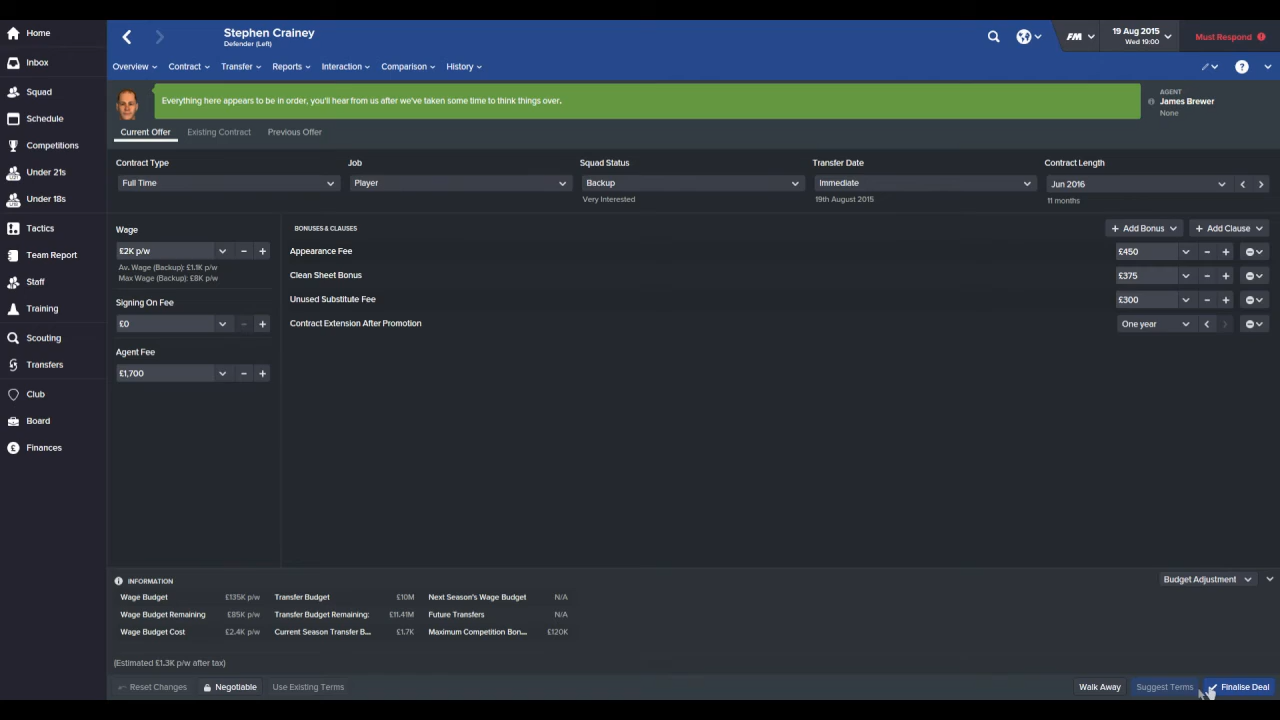 Home
Inbox
Squad
Schedule
Competitions
Under 21s
Under 18s
Tactics
Team Report
Staff
Training
Scouting
Transfers
Club
Board
Finances
Stephen Crainey
Defender (Left)
FM
19 Aug 2015
Wed 19:00
Must Respond
Overview Contract Transfer Reports Interaction Comparison History
?
Everything here appears to be in order, you'll hear from us after we've taken some time to think things over.
AGENT
James Brewer
None
Current Offer Existing Contract Previous Offer
Contract Type Job Squad Status Transfer Date Contract Length
Full Time Player Backup Immediate Jun 2016
Very Interested 19th August 2015 11 months
Wage
£2K p/w
Av. Wage (Backup): £1.1K p/w
Max Wage (Backup): £8K p/w
Signing On Fee
£0
Agent Fee
£1,700
BONUSES & CLAUSES + Add Bonus + Add Clause
Appearance Fee £450
Clean Sheet Bonus £375
Unused Substitute Fee £300
Contract Extension After Promotion One year
INFORMATION Budget Adjustment
Wage Budget £135K p/w Transfer Budget £10M Next Season's Wage Budget N/A
Wage Budget Remaining £85K p/w Transfer Budget Remaining: £11.41M Future Transfers N/A
Wage Budget Cost £2.4K p/w Current Season Transfer B... £1.7K Maximum Competition Bon... £120K
(Estimated £1.3K p/w after tax)
Reset Changes Negotiable Use Existing Terms Walk Away Suggest Terms Finalise Deal